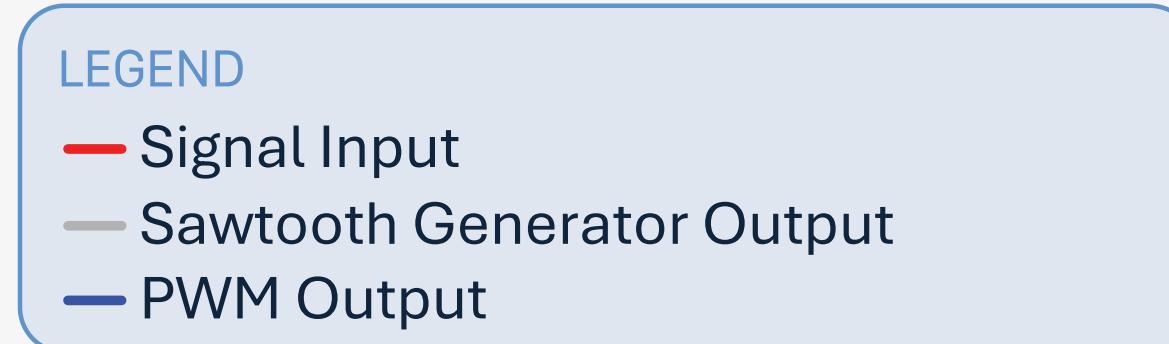 LEGEND
Signal Input
Sawtooth Generator Output
PWM Output